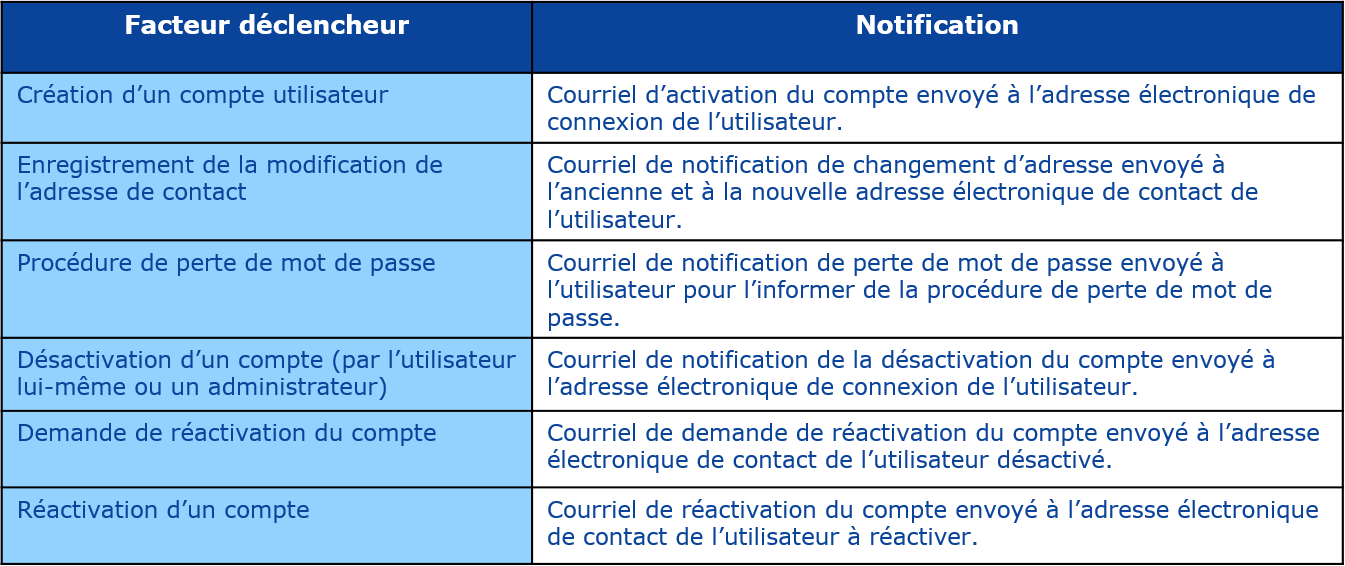 Facteur déclencheur
Notification
Création d’un compte utilisateur
Courriel d’activation du compte envoyé à l’adresse électronique de
connexion de l’utilisateur.
Enregistrement de la modification de
l’adresse de contact
Courriel de notification de changement d’adresse envoyé à
l’ancienne et à la nouvelle adresse électronique de contact de
l’utilisateur.
Procédure de perte de mot de passe
Courriel de notification de perte de mot de passe envoyé à
l’utilisateur pour l’informer de la procédure de perte de mot de
passe.
Désactivation d’un compte (par l’utilisateur
lui-même ou un administrateur)
Courriel de notification de la désactivation du compte envoyé à
l’adresse électronique de connexion de l’utilisateur.
Demande de réactivation du compte
Courriel de demande de réactivation du compte envoyé à l’adresse
électronique de contact de l’utilisateur désactivé.
Réactivation d’un compte
Courriel de réactivation du compte envoyé à l’adresse électronique
de contact de l’utilisateur à réactiver.